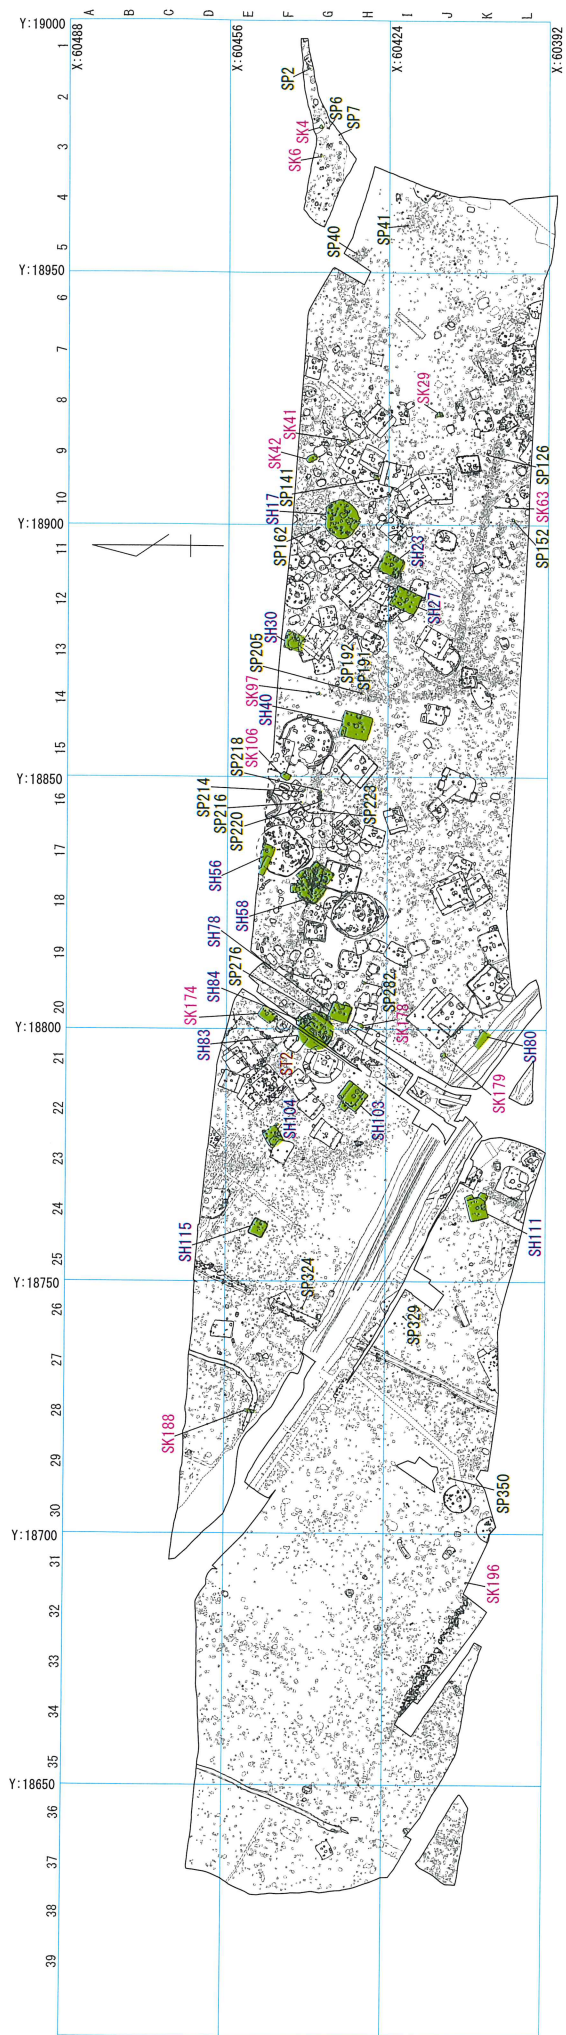 Y:19000
A
B
C
D
E
F
G
H
I
J
K
L
X:60488
X:60456
X:60424
X:60392
1
2
3
4
5
SP2
SP6
SP7
SK4
SK6
SP41
SP40
Y:18950
6
7
8
9
10
SK29
SK41
SK42
SP141
SH17
SP162
SP126
SK63
SP152
Y:18900
11
12
13
14
15
SH23
SH27
SH30
SP205
SP192
SP191
SK97
SH40
SK106
SP218
SP214
SP216
SP220
SP223
Y:18850
16
17
18
19
20
SH56
SH58
SH78
SP276
SH84
SK174
SH83
ST2
SP282
SK178
SH80
SK179
Y:18800
21
22
23
24
25
SH104
SH103
SH115
SH111
SP324
SP329
Y:18750
26
27
28
29
30
SK188
SP350
Y:18700
31
32
33
34
35
SK196
Y:18650
36
37
38
39